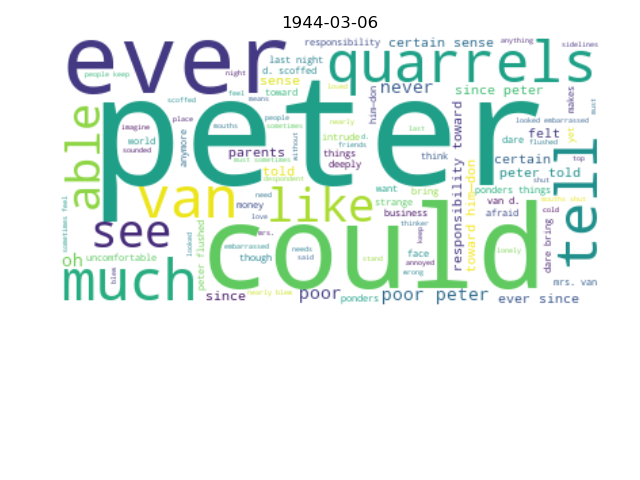 1944-03-06
responsibility certain sense anything
ever
last night quarrels sidelines
people keep night d. scoffed never since peter
feel toward
scoffed means loved him-don makes looked embarrassed
peter
able
place mouths people nearly last responsibility toward dare felt flushed must
imagine sometimes intrude d. yet
world anymore without friends certain top
sounded parents things think peter told
must sometimes deeply
told despondent shut tell
van need want bring ponders things mouths shut
like strange van d.
money business afraid cold
see love toward him-don
sometimes feel looked mrs. thinker dare bring
could
peter flushed embarrassed needs keep face lonely
oh uncomfortable though said stand annoyed
blew wrong mrs. van
much
since nearly blew poor ponders poor peter ever since